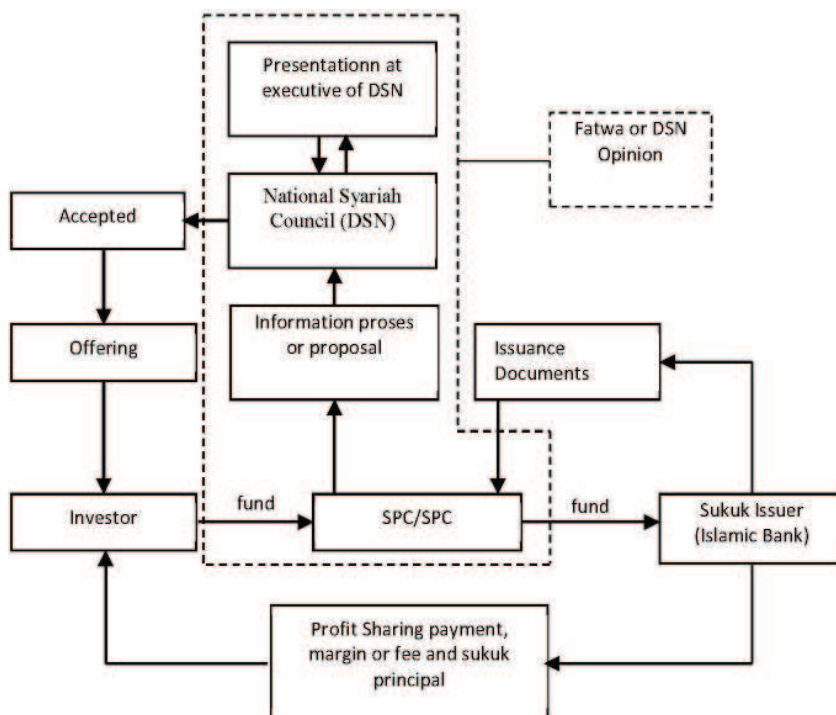 Presentationn at
executive of DSN
Fatwa or DSN
Opinion
National Syariah
Council (DSN)
Accepted
Offering
Information proses
or proposal
Issuance
Documents
Investor
fund
SPC/SPC
fund
Sukuk Issuer
(Islamic Bank)
Profit Sharing payment,
margin or fee and sukuk
principal